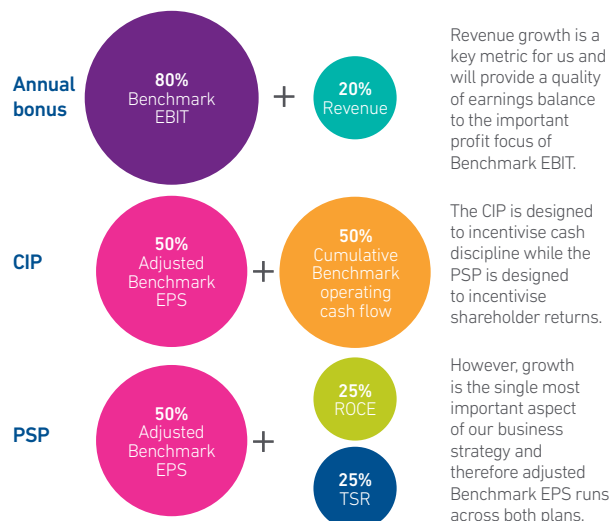 Annual
bonus
80%
Benchmark
EBIT
+
20%
Revenue
Revenue growth is a
key metric for us and
will provide a quality
of earnings balance
to the important
profit focus of
Benchmark EBIT.
CIP
50%
Adjusted
Benchmark
EPS
+
50%
Cumulative
Benchmark
operating
cash flow
The CIP is designed
to incentivise cash
discipline while the
PSP is designed
to incentivise
shareholder returns.
PSP
50%
Adjusted
Benchmark
EPS
+
25%
ROCE
25%
TSR
However, growth
is the single most
important aspect
of our business
strategy and
therefore adjusted
Benchmark EPS runs
across both plans.